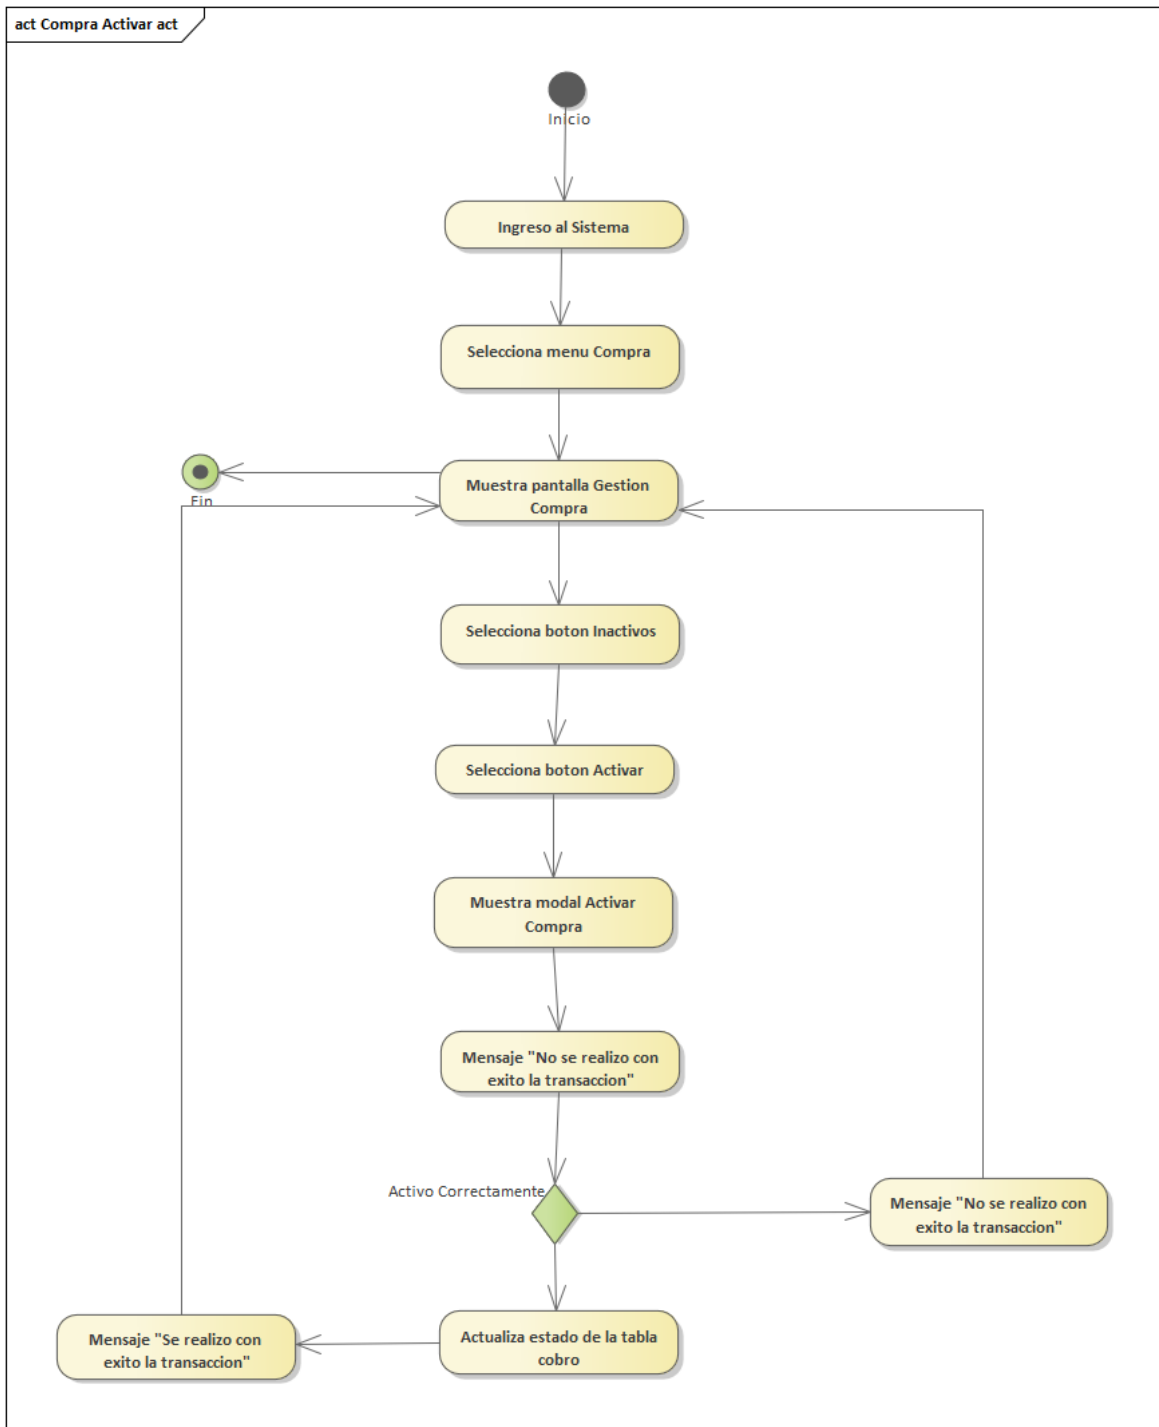 act Compra Activar act
Inicio
Ingreso al Sistema
Selecciona menu Compra
Fin
Muestra pantalla Gestion
Compra
Selecciona boton Inactivos
Selecciona boton Activar
Muestra modal Activar
Compra
Mensaje "No se realizo con
exito la transaccion"
Activo Correctamente
Mensaje "No se realizo con
exito la transaccion"
Actualiza estado de la tabla
cobro
Mensaje "Se realizo con
exito la transaccion"